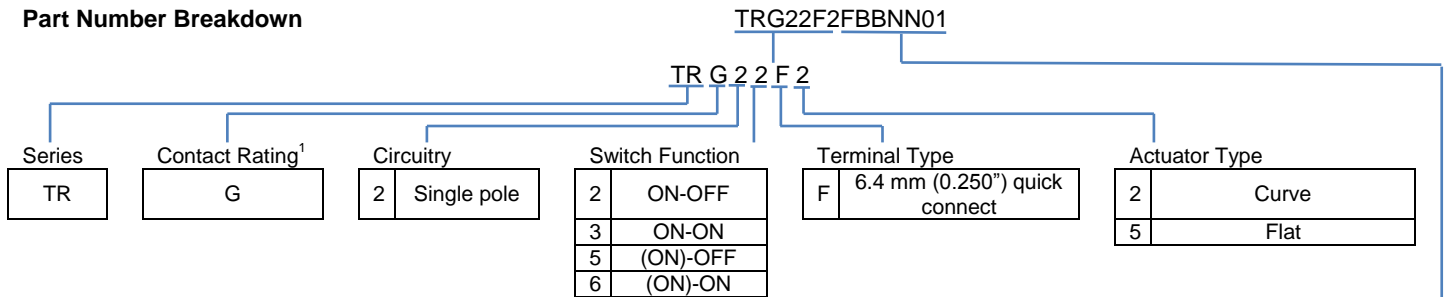 Part Number Breakdown
TRG22F2FBBNN01
TR G 2 2 F 2
Series
TR
Contact Rating1
G
Circuitry
2 Single pole
Switch Function
2 ON-OFF
3 ON-ON
5 (ON)-OFF
6 (ON)-ON
Terminal Type
F 6.4 mm (0.250”) quick
connect
Actuator Type
2 Curve
5 Flat